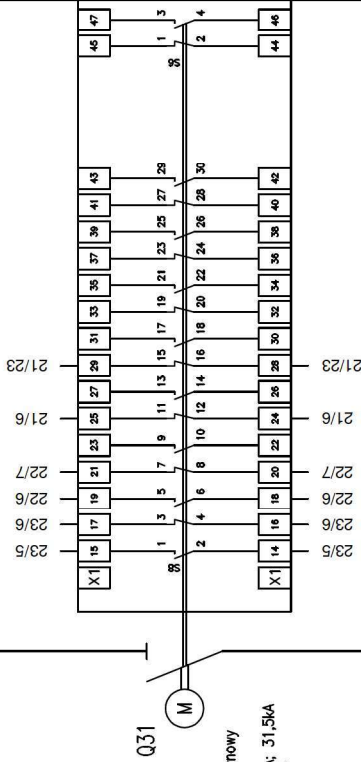 23/5 23/6 22/6 22/7 21/6 21/23
X1 15 17 19 21 23 25 27 29 31 33 35 37 39 41 43 45 47
Q31
1 3 5 7 9 11 13 15 17 19 21 23 25 27 29 1 3
S8 S6
M
2 4 6 8 10 12 14 16 18 20 22 24 26 28 30 2 4
31,5kA
X1 14 16 18 20 22 24 26 28 30 32 34 36 38 40 42 44 46
23/5 23/6 22/6 22/7 21/6 21/23